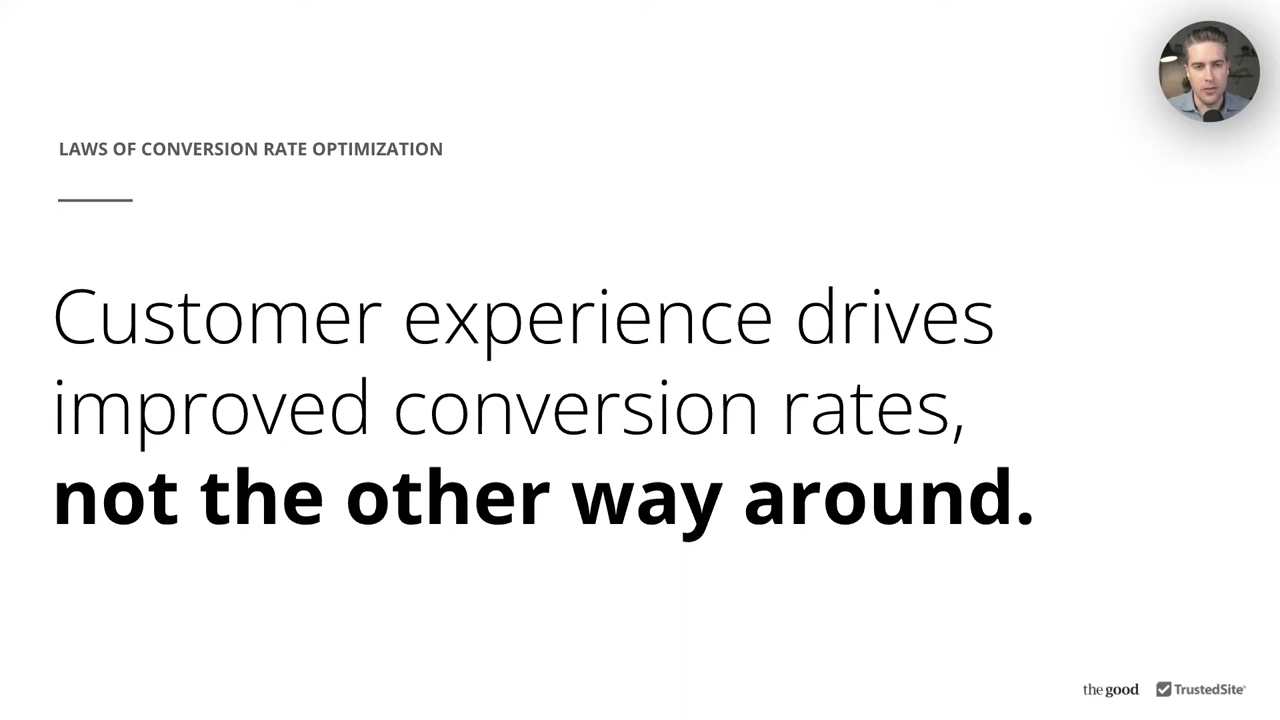 LAWS OF CONVERSION RATE OPTIMIZATION
Customer experience drives
improved conversion rates,
not the other way around.
the good TrustedSite